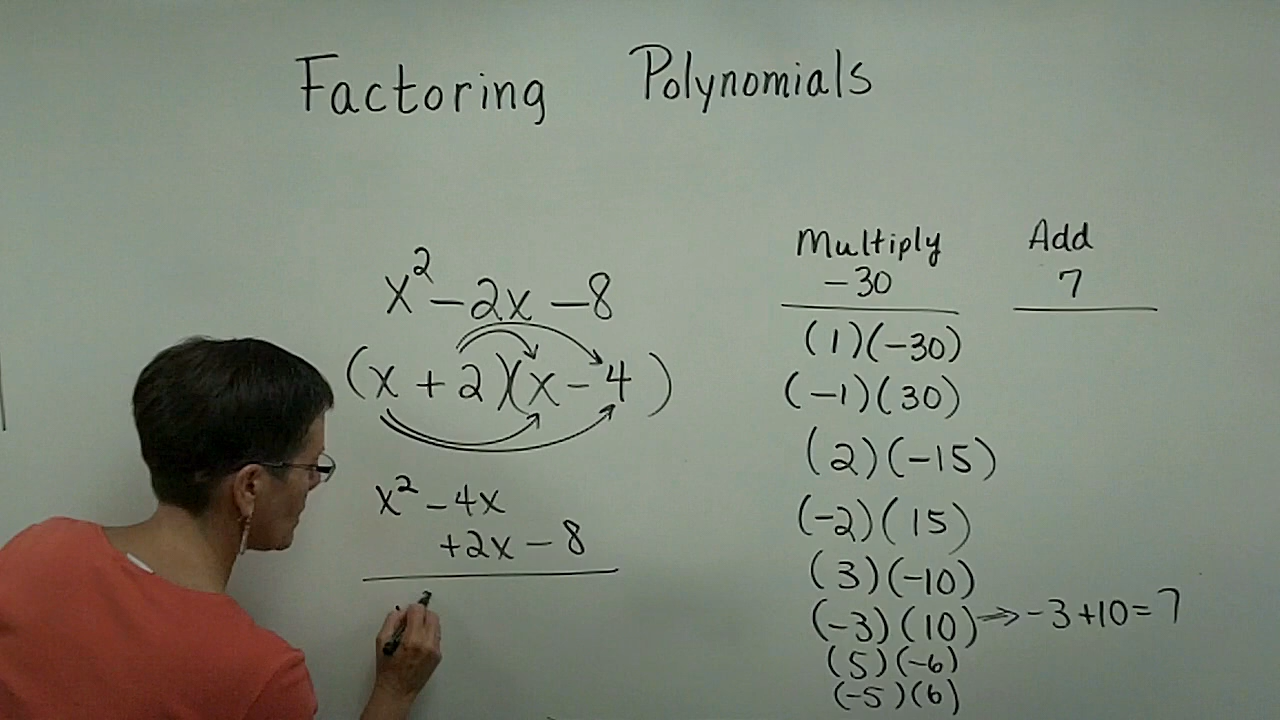 Factoring Polynomials
x² - 2x - 8
(x + 2)(x - 4)
x² - 4x
+2x - 8
Multiply Add
-30 7
(1)(-30)
(-1)(30)
(2)(-15)
(-2)(15)
(3)(-10)
(-3)(10) ⇒ -3+10=7
(5)(-6)
(-5)(6)